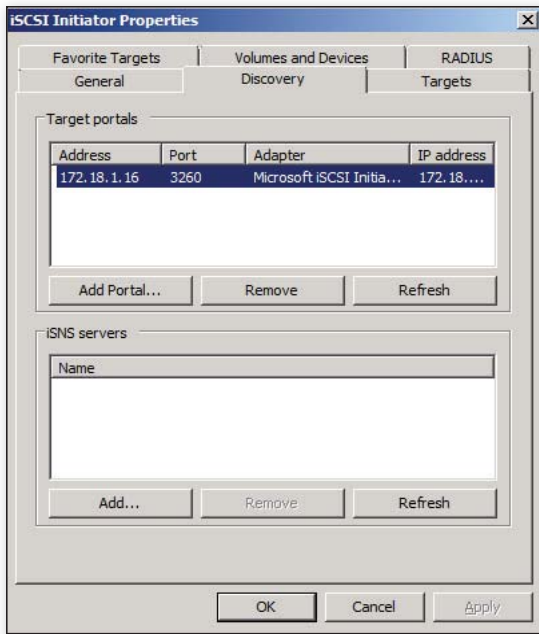 iSCSI Initiator Properties
Favorite Targets Volumes and Devices RADIUS
General Discovery Targets
Target portals
Address Port Adapter IP address
172.18.1.16 3260 Microsoft iSCSI Initia... 172.18....
Add Portal... Remove Refresh
iSNS servers
Name
Add... Remove Refresh
OK Cancel Apply